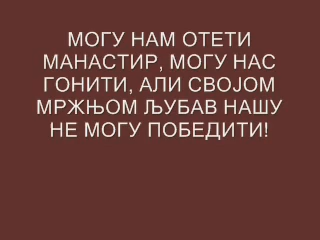 МОГУ НАМ ОТЕТИ
МАНАСТИР, МОГУ НАС
ГОНИТИ, АЛИ СВОЈОМ
МРЖЊОМ ЉУБАВ НАШУ
НЕ МОГУ ПОБЕДИТИ!